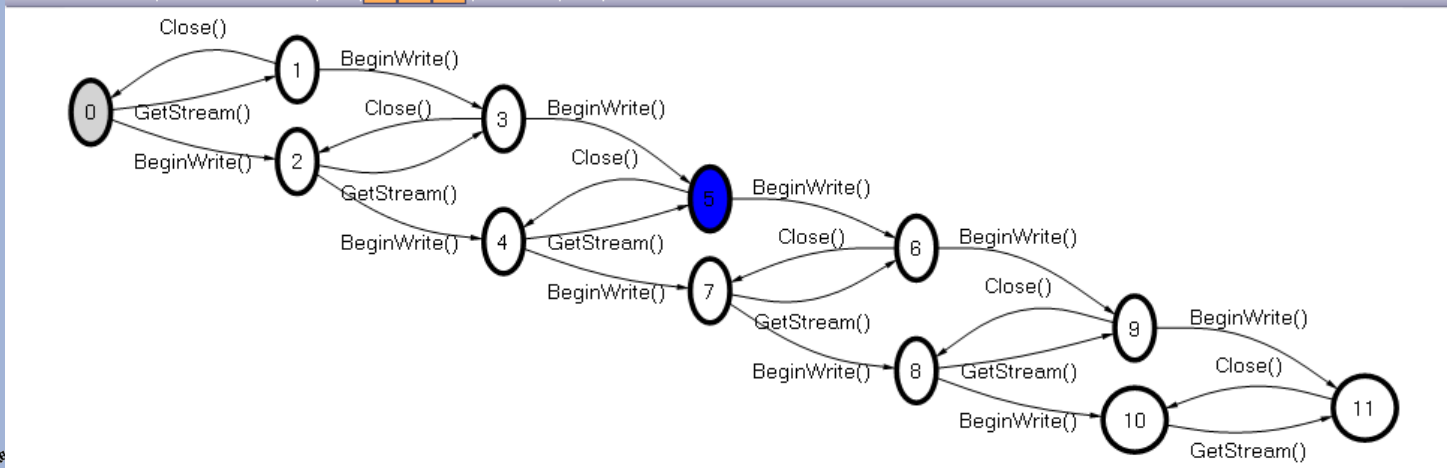 Close()
1
BeginWrite()
0
GetStream()
Close()
3
BeginWrite()
BeginWrite()
2
Close()
GetStream()
5
BeginWrite()
BeginWrite()
4
GetStream()
Close()
6
BeginWrite()
BeginWrite()
7
Close()
GetStream()
9
BeginWrite()
BeginWrite()
8
GetStream()
Close()
BeginWrite()
10
11
GetStream()